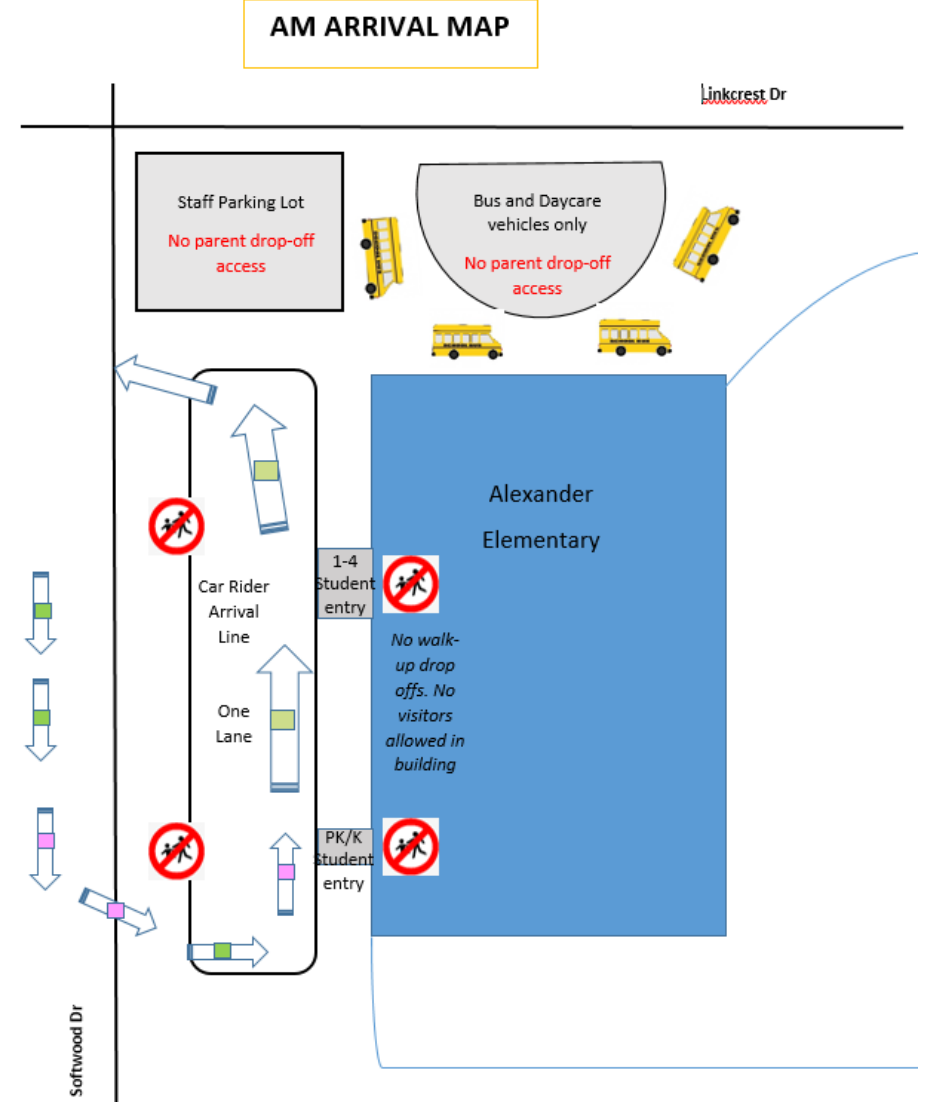 AM ARRIVAL MAP
Linkcrest Dr
Staff Parking Lot
No parent drop-off
access
Bus and Daycare
vehicles only
No parent drop-off
access
Alexander
Elementary
1-4
Student
entry
Car Rider
Arrival
Line
One
Lane
No walk-
up drop
offs. No
visitors
allowed in
building
PK/K
Student
entry
Softwood Dr